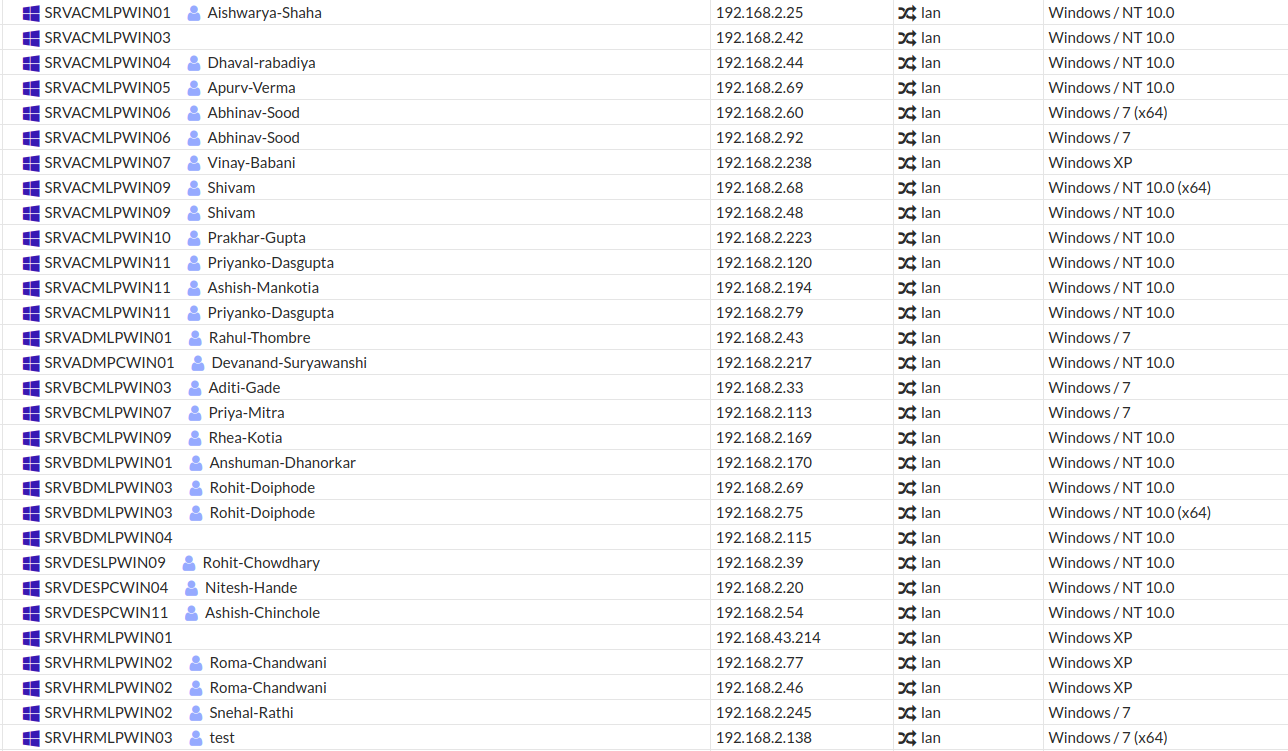 SRVACMLPWIN01 Aishwarya-Shaha 192.168.2.25 lan Windows / NT 10.0
SRVACMLPWIN03 192.168.2.42 lan Windows / NT 10.0
SRVACMLPWIN04 Dhaval-rabadiya 192.168.2.44 lan Windows / NT 10.0
SRVACMLPWIN05 Apurv-Verma 192.168.2.69 lan Windows / NT 10.0
SRVACMLPWIN06 Abhinav-Sood 192.168.2.60 lan Windows / 7 (x64)
SRVACMLPWIN06 Abhinav-Sood 192.168.2.92 lan Windows / 7
SRVACMLPWIN07 Vinay-Babani 192.168.2.238 lan Windows XP
SRVACMLPWIN09 Shivam 192.168.2.68 lan Windows / NT 10.0 (x64)
SRVACMLPWIN09 Shivam 192.168.2.48 lan Windows / NT 10.0
SRVACMLPWIN10 Prakhar-Gupta 192.168.2.223 lan Windows / NT 10.0
SRVACMLPWIN11 Priyanko-Dasgupta 192.168.2.120 lan Windows / NT 10.0
SRVACMLPWIN11 Ashish-Mankotia 192.168.2.194 lan Windows / NT 10.0
SRVACMLPWIN11 Priyanko-Dasgupta 192.168.2.79 lan Windows / NT 10.0
SRVADMLPWIN01 Rahul-Thombre 192.168.2.43 lan Windows / 7
SRVADMPCWIN01 Devanand-Suryawanshi 192.168.2.217 lan Windows / NT 10.0
SRVBCMLPWIN03 Aditi-Gade 192.168.2.33 lan Windows / 7
SRVBCMLPWIN07 Priya-Mitra 192.168.2.113 lan Windows / 7
SRVBCMLPWIN09 Rhea-Kotia 192.168.2.169 lan Windows / NT 10.0
SRVBDMLPWIN01 Anshuman-Dhanorkar 192.168.2.170 lan Windows / NT 10.0
SRVBDMLPWIN03 Rohit-Doiphode 192.168.2.69 lan Windows / NT 10.0
SRVBDMLPWIN03 Rohit-Doiphode 192.168.2.75 lan Windows / NT 10.0 (x64)
SRVBDMLPWIN04 192.168.2.115 lan Windows / NT 10.0
SRVDESLPWIN09 Rohit-Chowdhary 192.168.2.39 lan Windows / NT 10.0
SRVDESPCWIN04 Nitesh-Hande 192.168.2.20 lan Windows / NT 10.0
SRVDESPCWIN11 Ashish-Chinchole 192.168.2.54 lan Windows / NT 10.0
SRVHRMLPWIN01 192.168.43.214 lan Windows XP
SRVHRMLPWIN02 Roma-Chandwani 192.168.2.77 lan Windows XP
SRVHRMLPWIN02 Roma-Chandwani 192.168.2.46 lan Windows XP
SRVHRMLPWIN02 Snehal-Rathi 192.168.2.245 lan Windows / 7
SRVHRMLPWIN03 test 192.168.2.138 lan Windows / 7 (x64)